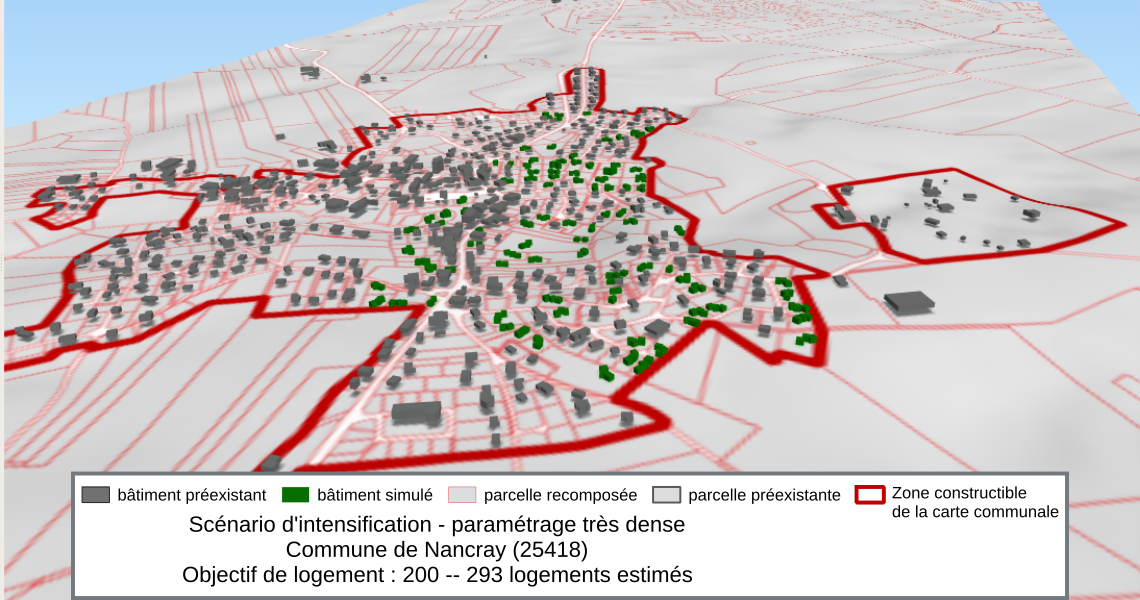 bâtiment préexistant
bâtiment simulé
parcelle recomposée
parcelle préexistante
Zone constructible
de la carte communale
Scénario d'intensification - paramétrage très dense
Commune de Nancray (25418)
Objectif de logement : 200 -- 293 logements estimés